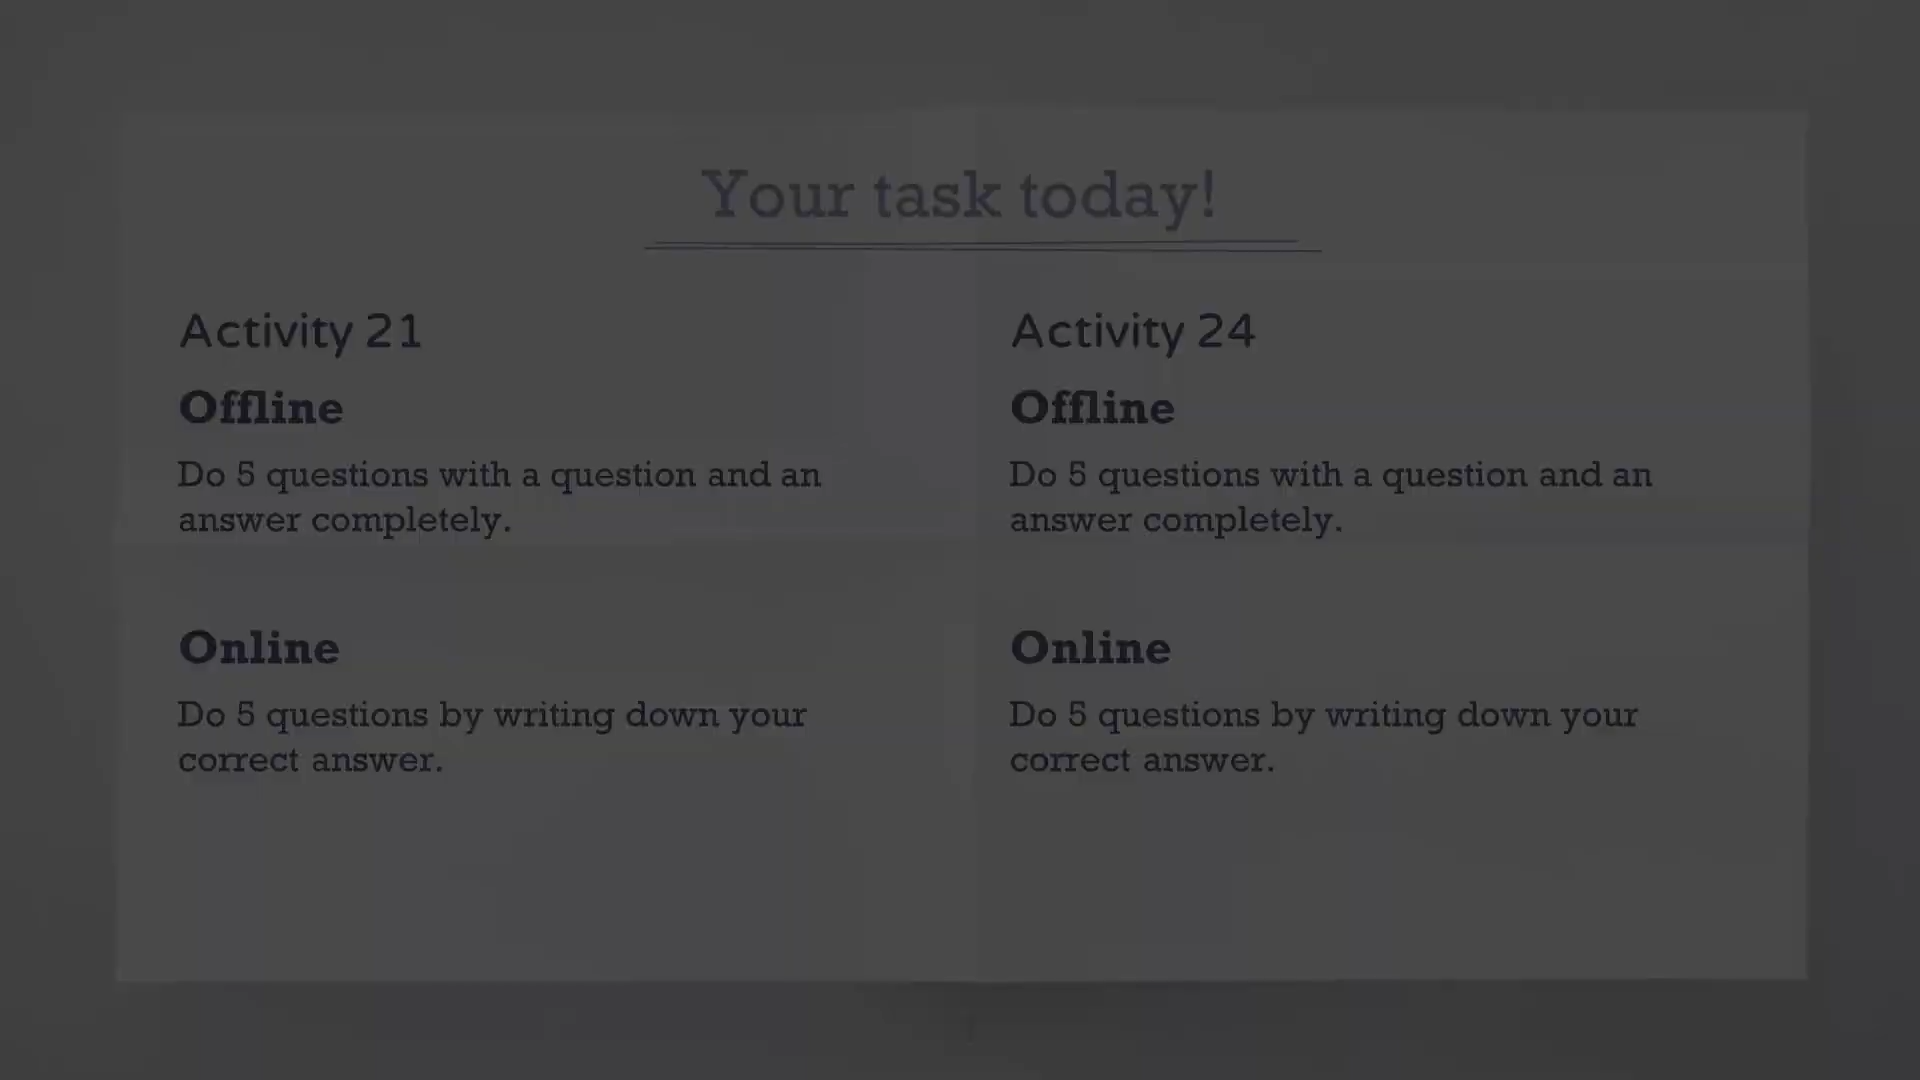 Your task today!
Activity 21
Offline
Do 5 questions with a question and an
answer completely.
Online
Do 5 questions by writing down your
correct answer.
Activity 24
Offline
Do 5 questions with a question and an
answer completely.
Online
Do 5 questions by writing down your
correct answer.